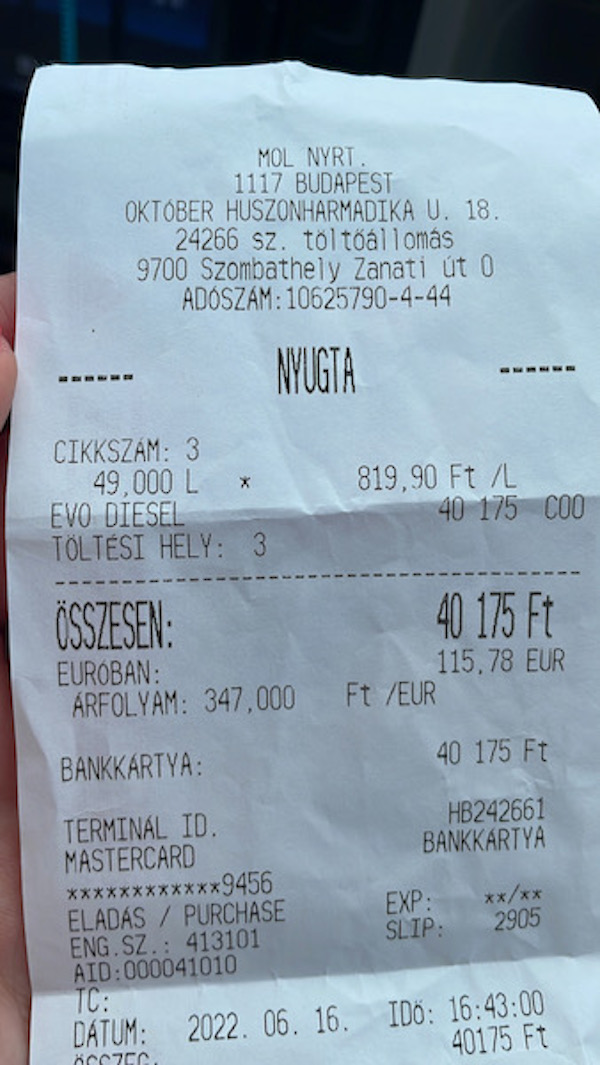 MOL NYRT.
1117 BUDAPEST
OKTÓBER HUSZONHARMADIKA U. 18.
24266 sz. töltőállomás
9700 Szombathely Zanati út 0
ADÓSZÁM:10625790-4-44
------ NYUGTA ------
CIKKSZÁM: 3
49,000 L * 819,90 Ft /L
EVO DIESEL 40 175 C00
TÖLTÉSI HELY: 3
ÖSSZESEN: 40 175 Ft
EURÓBAN: 115,78 EUR
ÁRFOLYAM: 347,000 Ft /EUR
BANKKÁRTYA: 40 175 Ft
TERMINÁL ID. HB242661
MASTERCARD BANKKÁRTYA
************9456
ELADÁS / PURCHASE EXP: **/**
ENG.SZ.: 413101 SLIP: 2905
AID:000041010
TC:
DÁTUM: 2022. 06. 16. IDŐ: 16:43:00
ÖSSZEG: 40175 Ft